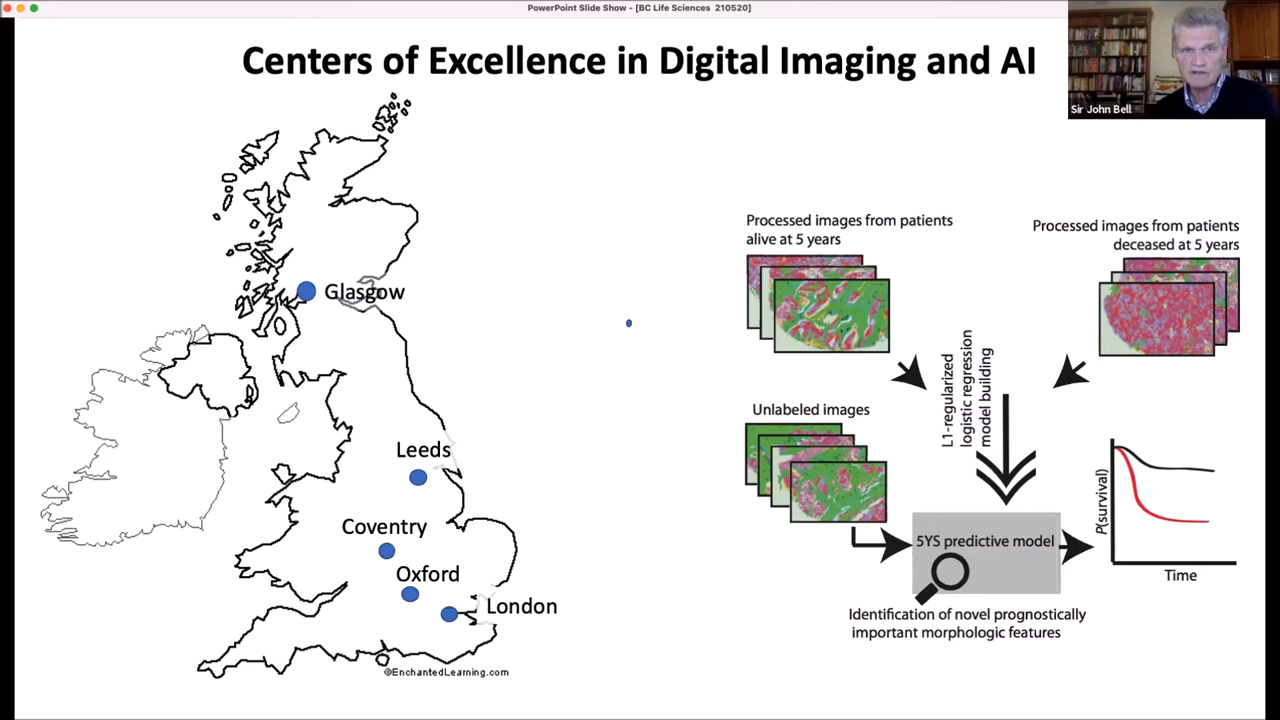 PowerPoint Slide Show - [BC Life Sciences 210520]
Centers of Excellence in Digital Imaging and AI
Sir John Bell
Glasgow
Leeds
Coventry
Oxford
London
©EnchantedLearning.com
Processed images from patients
alive at 5 years
Processed images from patients
deceased at 5 years
L1-regularized
logistic regression
model building
Unlabeled images
5YS predictive model
P(survival)
Time
Identification of novel prognostically
important morphologic features